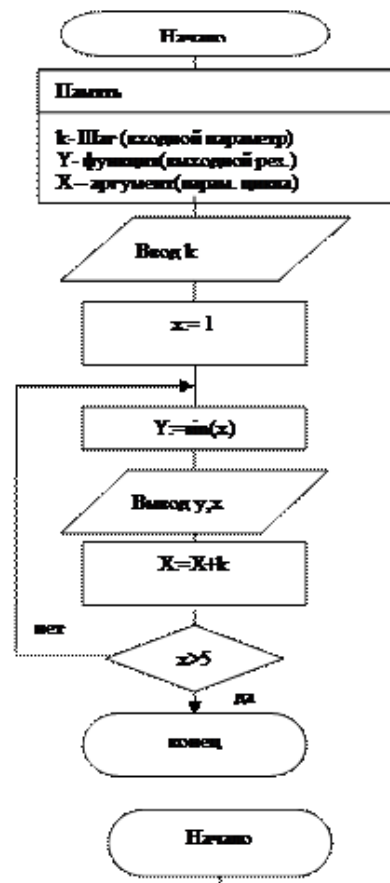 Начало
Память
k- Шаг (входной параметр)
Y- функция(выходной рез.)
X – аргумент(парам. цикла)
Ввод k
x:= 1
Y:=sin(x)
Вывод y,x
X:=X+k
нет
x>5
да
конец
Начало